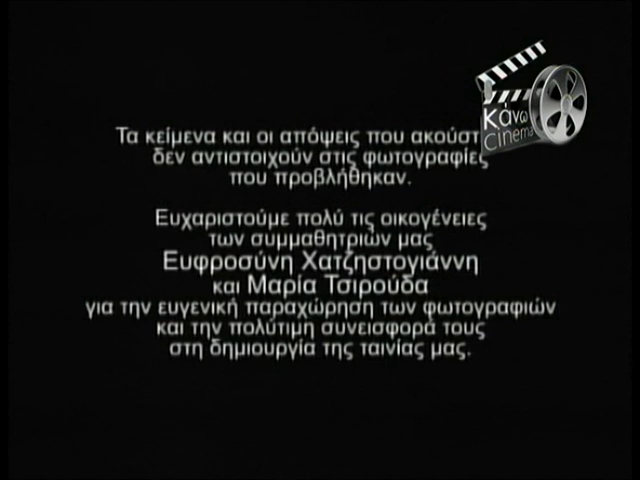 Κάνω
cinema
Τα κείμενα και οι απόψεις που
δεν αντιστοιχούν στις φωτογραφίες
που προβλήθηκαν.
Ευχαριστούμε πολύ τις οικογένειες
των συμμαθητριών μας
Ευφροσύνη Χατζηστογιάννη
και Μαρία Τσιρούδα
για την ευγενική παραχώρηση των φωτογραφιών
και την πολύτιμη συνεισφορά τους
στη δημιουργία της ταινίας μας.